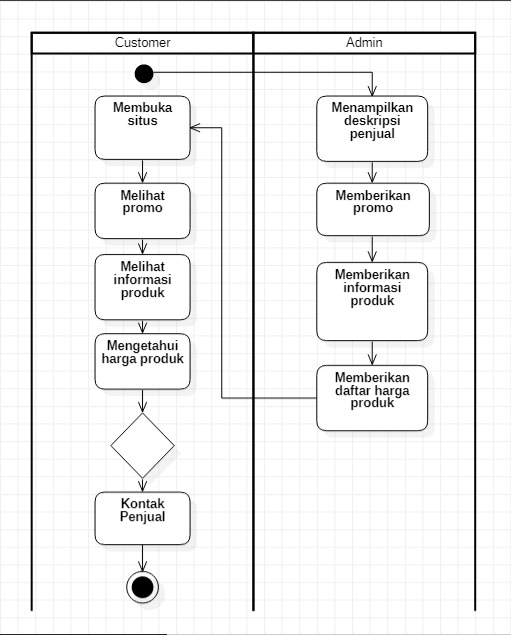 Customer
Admin
Membuka
situs
Melihat
promo
Melihat
informasi
produk
Mengetahui
harga produk
Kontak
Penjual
Menampilkan
deskripsi
penjual
Memberikan
promo
Memberikan
informasi
produk
Memberikan
daftar harga
produk